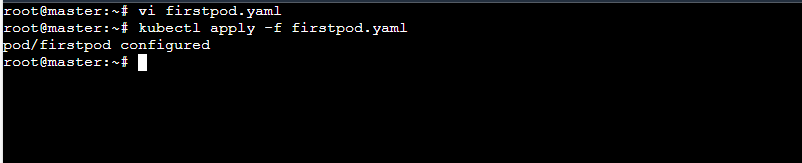 root@master:~# vi firstpod.yaml
root@master:~# kubectl apply -f firstpod.yaml
pod/firstpod configured
root@master:~#